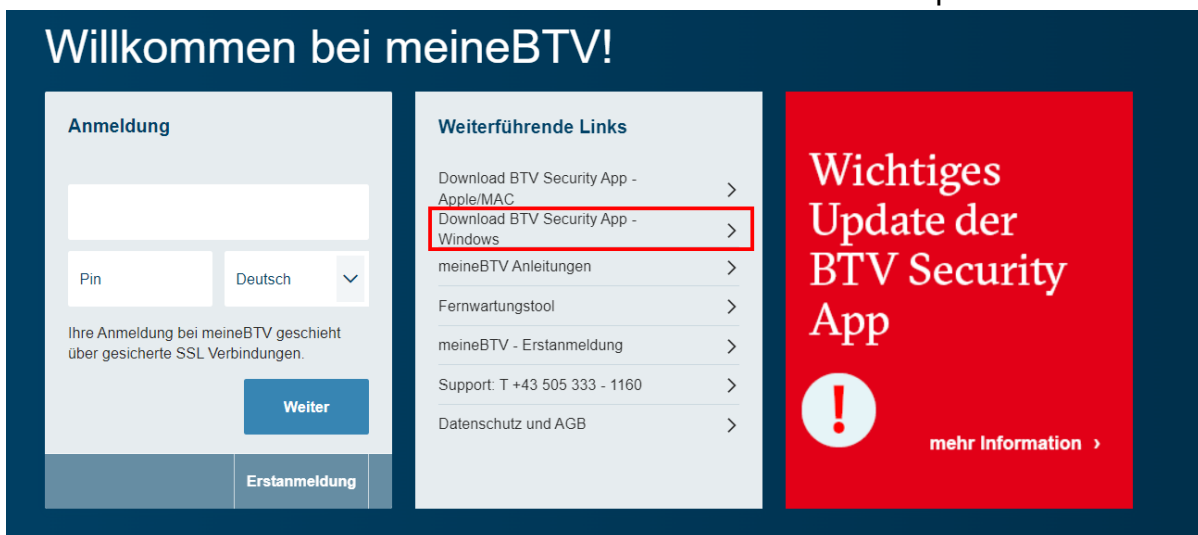 Willkommen bei meineBTV!
Anmeldung
Pin
Deutsch
Ihre Anmeldung bei meineBTV geschieht
über gesicherte SSL Verbindungen.
Weiter
Erstanmeldung
Weiterführende Links
Download BTV Security App -
Apple/MAC
Download BTV Security App -
Windows
meineBTV Anleitungen
Fernwartungstool
meineBTV - Erstanmeldung
Support: T +43 505 333 - 1160
Datenschutz und AGB
Wichtiges
Update der
BTV Security
App
!
mehr Information ›